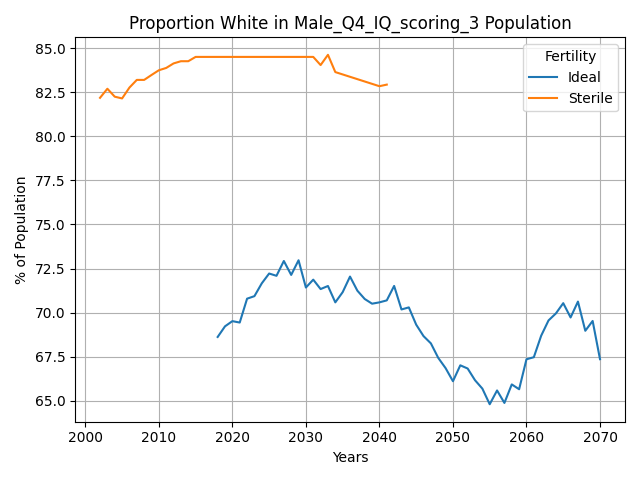 Proportion White in Male_Q4_IQ_scoring_3 Population
Fertility
Ideal
Sterile
% of Population
85.0
82.5
80.0
77.5
75.0
72.5
70.0
67.5
65.0
2000 2010 2020 2030 2040 2050 2060 2070
Years